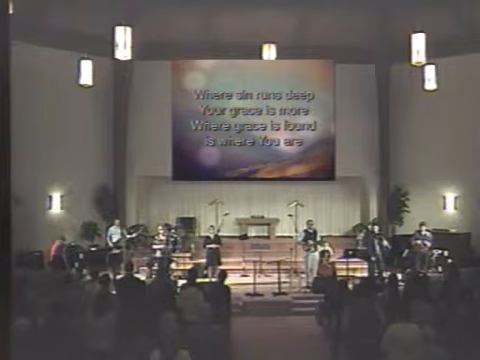 Where sin runs deep
Your grace is more
Where grace is found
is where You are